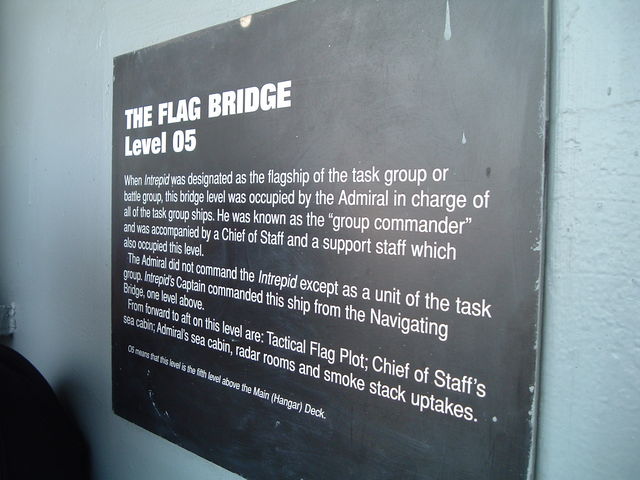 THE FLAG BRIDGE
Level 05
When Intrepid was designated as the flagship of the task group or
battle group, this bridge level was occupied by the Admiral in charge of
all of the task group ships. He was known as the “group commander”
and was accompanied by a Chief of Staff and a support staff which
also occupied this level.
The Admiral did not command the Intrepid except as a unit of the task
group. Intrepid's Captain commanded this ship from the Navigating
Bridge, one level above.
From forward to aft on this level are: Tactical Flag Plot; Chief of Staff's
sea cabin; Admiral's sea cabin, radar rooms and smoke stack uptakes.
05 means that this level is the fifth level above the Main (Hangar) Deck.